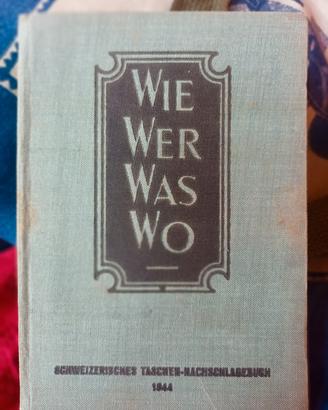 WIE
WER
WAS
WO
SCHWEIZERISCHES TASCHEN-NACHSCHLAGEBUCH
1944